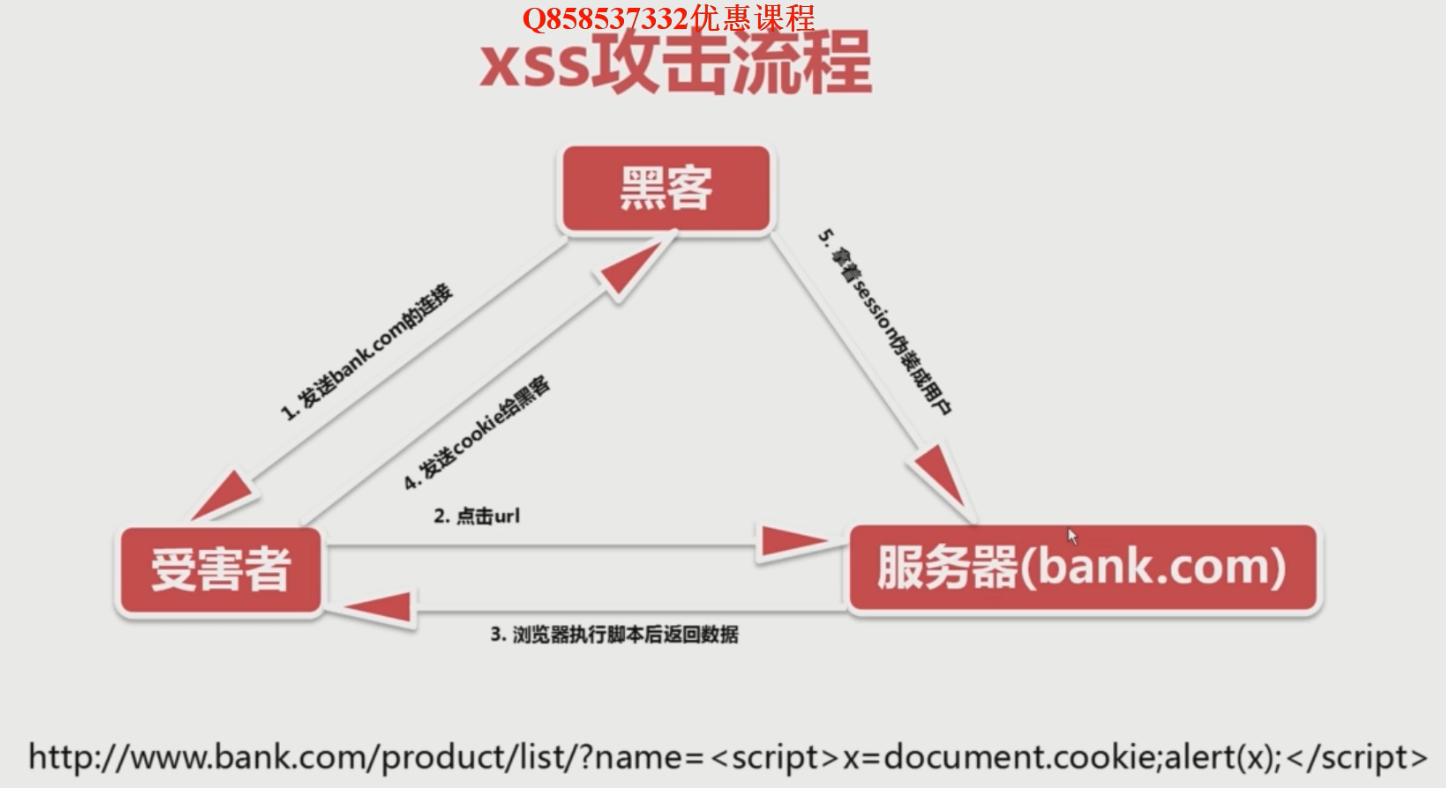 Q858537332优惠课程
xss攻击流程
黑客
1. 发送bank.com的连接
4. 发送cookie给黑客
5. 拿着session伪装成用户
2. 点击url
受害者
服务器(bank.com)
3. 浏览器执行脚本后返回数据
http://www.bank.com/product/list/?name=<script>x=document.cookie;alert(x);</script>